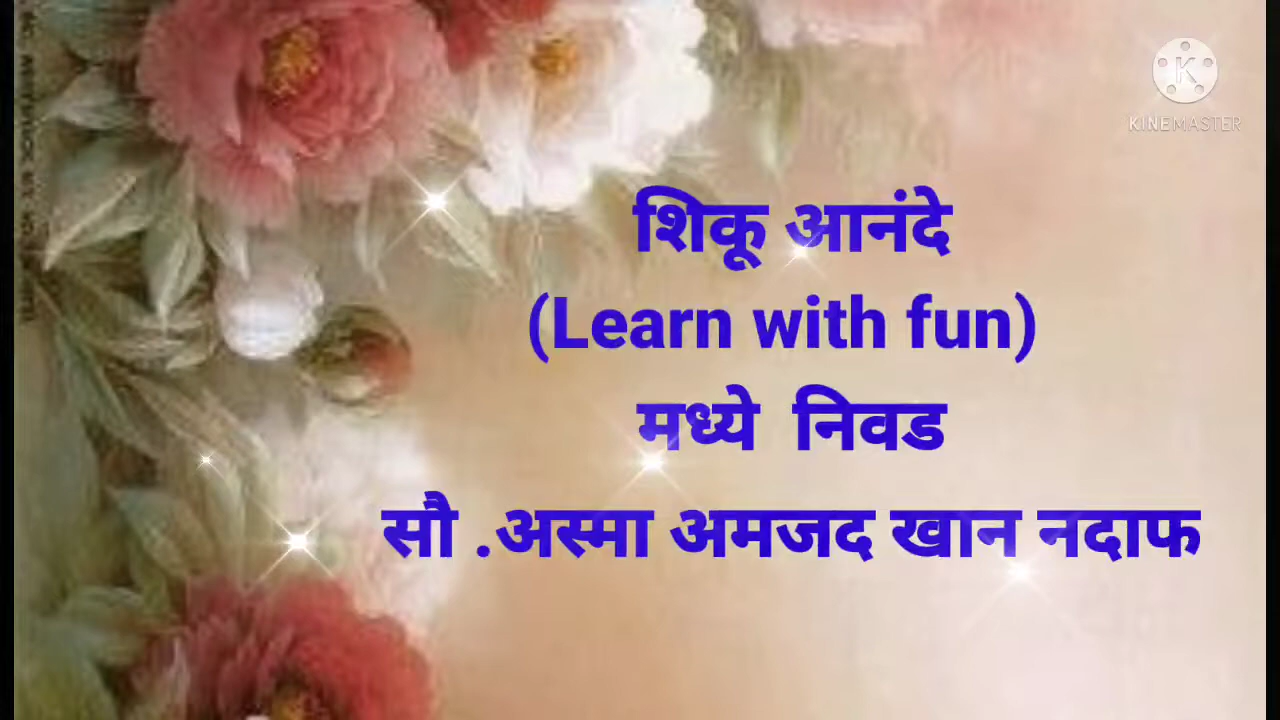 KINEMASTER
शिकू आनंदे
(Learn with fun)
मध्ये निवड
सौ .अस्मा अमजद खान नदाफ